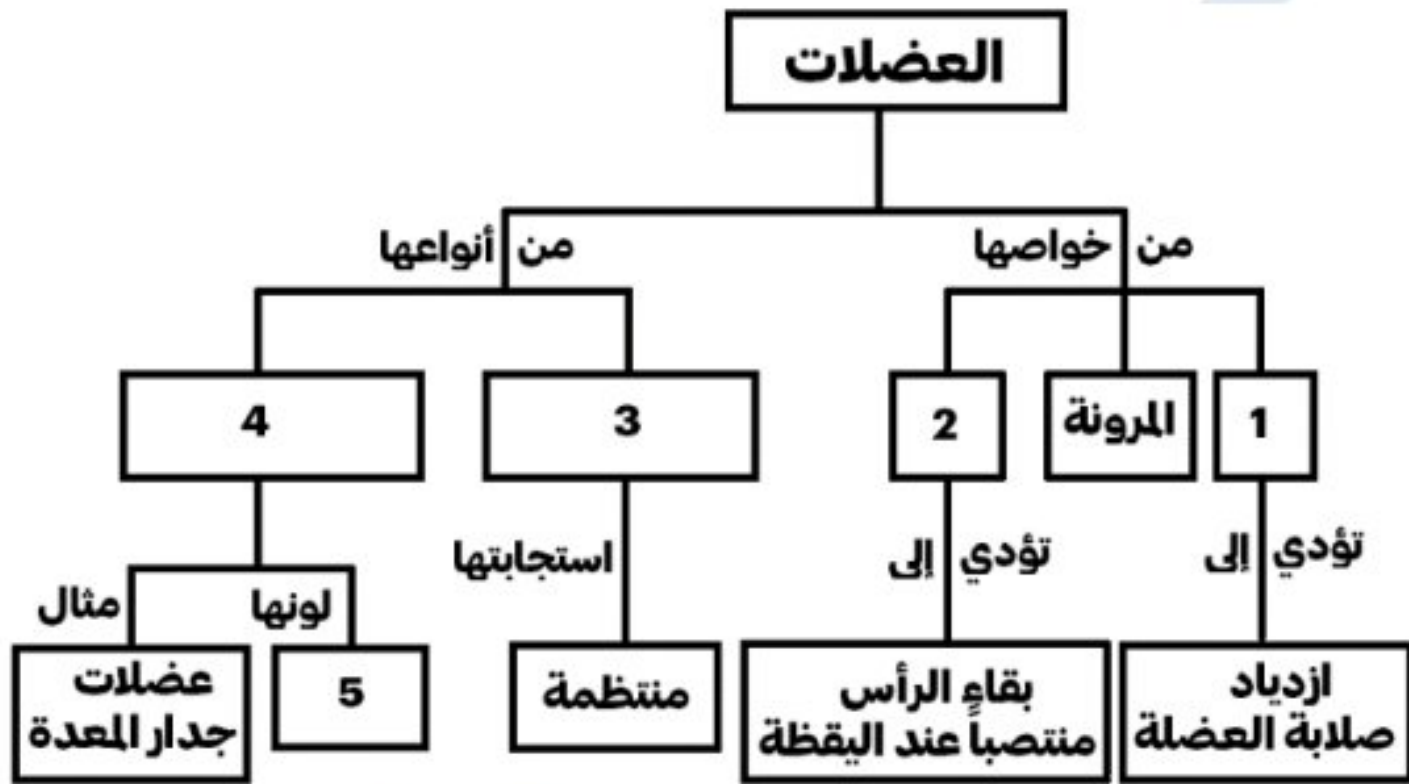 العضلات
من خواصها
من أنواعها
1
المرونة
2
3
4
تؤدي إلى
تؤدي إلى
استجابتها
لونها
مثال
ازدياد
صلابة العضلة
بقاء الرأس
منتصباً عند اليقظة
منتظمة
5
عضلات
جدار المعدة